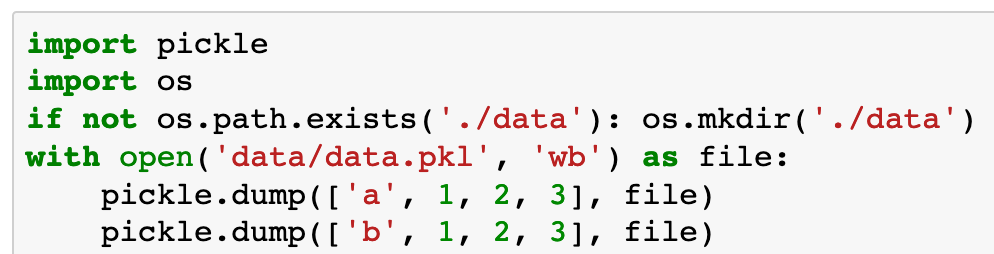 import pickle
import os
if not os.path.exists('./data'): os.mkdir('./data')
with open('data/data.pkl', 'wb') as file:
    pickle.dump(['a', 1, 2, 3], file)
    pickle.dump(['b', 1, 2, 3], file)